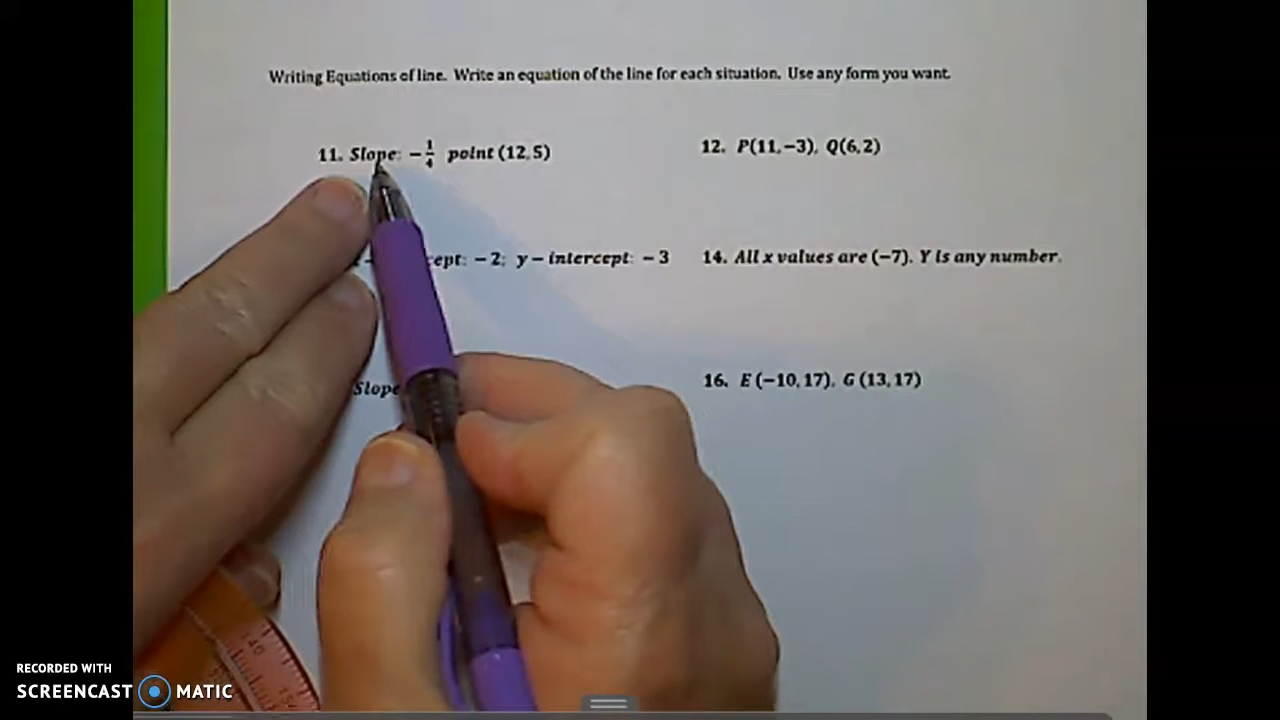 Writing Equations of line. Write an equation of the line for each situation. Use any form you want.
11. Slope: −1/4 point (12,5)
12. P(11,−3), Q(6,2)
−2; y − intercept: −3
14. All x values are (−7). Y is any number.
Slope
16. E (−10,17), G (13,17)
140
RECORDED WITH
SCREENCAST MATIC